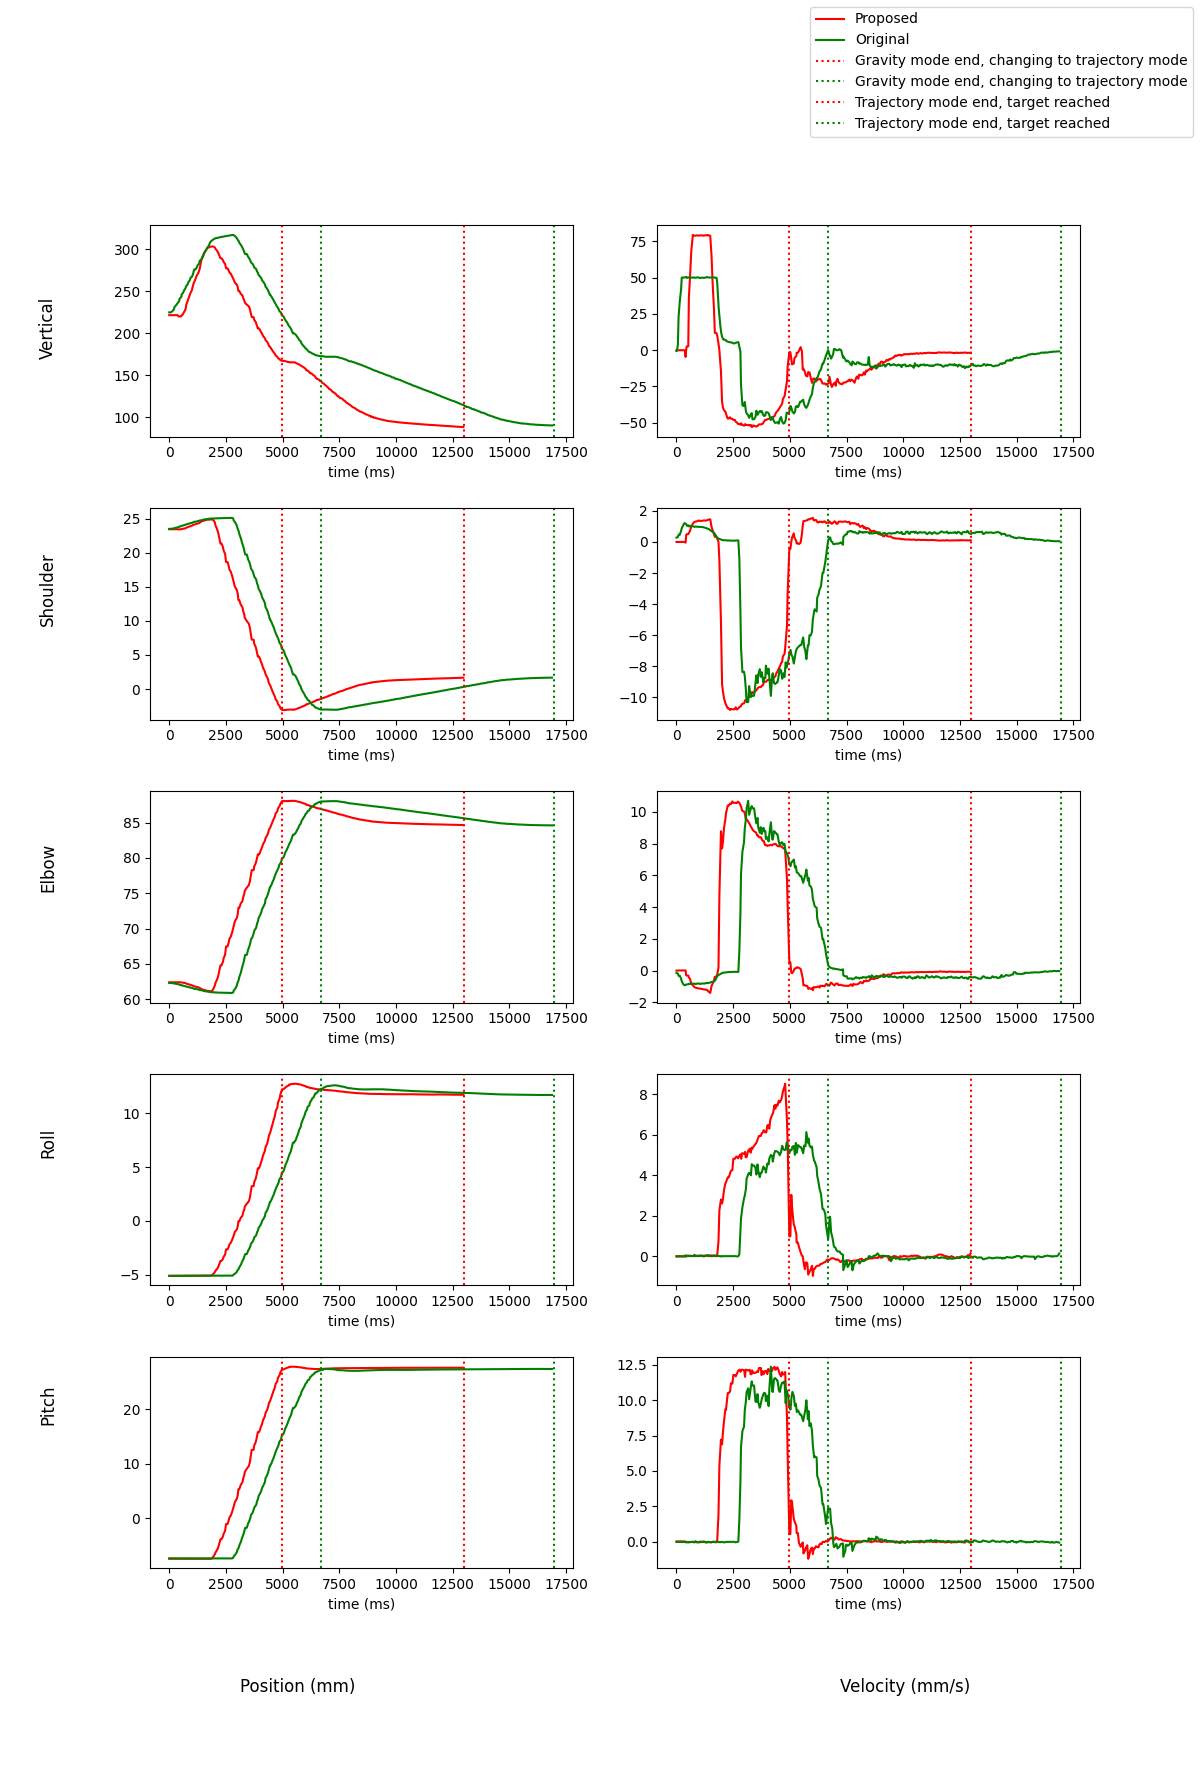 Proposed
Original
Gravity mode end, changing to trajectory mode
Gravity mode end, changing to trajectory mode
Trajectory mode end, target reached
Trajectory mode end, target reached
Vertical
300
250
200
150
100
0 2500 5000 7500 10000 12500 15000 17500
time (ms)
75
50
25
0
−25
−50
0 2500 5000 7500 10000 12500 15000 17500
time (ms)
Shoulder
25
20
15
10
5
0
0 2500 5000 7500 10000 12500 15000 17500
time (ms)
2
0
−2
−4
−6
−8
−10
0 2500 5000 7500 10000 12500 15000 17500
time (ms)
Elbow
85
80
75
70
65
60
0 2500 5000 7500 10000 12500 15000 17500
time (ms)
10
8
6
4
2
0
−2
0 2500 5000 7500 10000 12500 15000 17500
time (ms)
Roll
10
5
0
−5
0 2500 5000 7500 10000 12500 15000 17500
time (ms)
8
6
4
2
0
0 2500 5000 7500 10000 12500 15000 17500
time (ms)
Pitch
20
10
0
0 2500 5000 7500 10000 12500 15000 17500
time (ms)
12.5
10.0
7.5
5.0
2.5
0.0
0 2500 5000 7500 10000 12500 15000 17500
time (ms)
Position (mm)
Velocity (mm/s)